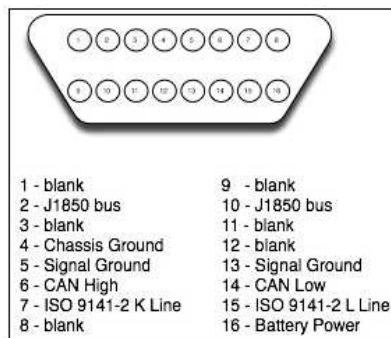 1 2 3 4 5 6 7 8
9 10 11 12 13 14 15 16
1 - blank
2 - J1850 bus
3 - blank
4 - Chassis Ground
5 - Signal Ground
6 - CAN High
7 - ISO 9141-2 K Line
8 - blank
9 - blank
10 - J1850 bus
11 - blank
12 - blank
13 - Signal Ground
14 - CAN Low
15 - ISO 9141-2 L Line
16 - Battery Power